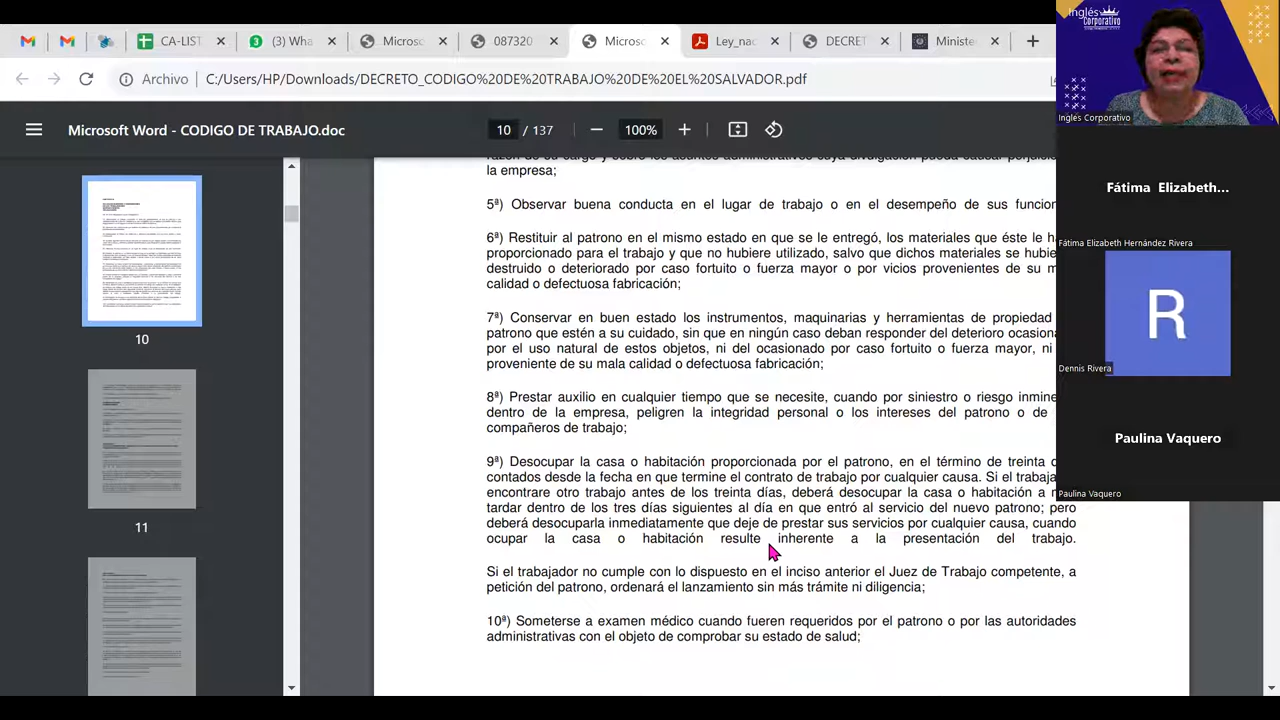 CA-LIST
(3) Wha
Microsc
087320
Microsc
Ley_nac
DECRET
Ministe
Archivo C:/Users/HP/Downloads/DECRETO_CODIGO%20DE%20TRABAJO%20DE%20EL%20SALVADOR.pdf
Microsoft Word - CODIGO DE TRABAJO.doc
10 / 137
100%
la empresa;
5ª) Observar buena conducta en el lugar de trabajo o en el desempeño de sus funcion
6ª) Restituir al patrono en el mismo estado en que se le entregó, los materiales que éste le h
proporcionado para el trabajo y que no hubiere utilizado, salvo que dichos materiales se hubie
destruido o deteriorado por caso fortuito o fuerza mayor o por vicios provenientes de su m
calidad y defectuosa fabricación;
7ª) Conservar en buen estado los instrumentos, maquinarias y herramientas de propiedad
patrono que estén a su cuidado, sin que en ningún caso deban responder del deterioro ocasiona
por el uso natural de estos objetos, ni del ocasionado por caso fortuito o fuerza mayor, ni
proveniente de su mala calidad o defectuosa fabricación;
8ª) Prestar auxilio en cualquier tiempo que se necesite, cuando por siniestro o riesgo inmine
dentro de la empresa, peligren la integridad personal o los intereses del patrono o de
compañeros de trabajo;
9ª) Desocupar la casa o habitación proporcionada por el patrono, en el término de treinta d
contados desde la fecha en que termine el contrato de trabajo por cualquier causa. Si el trabaja
encontrare otro trabajo antes de los treinta días, deberá desocupar la casa o habitación a m
tardar dentro de los tres días siguientes al día en que entró al servicio del nuevo patrono; pero
deberá desocuparla inmediatamente que deje de prestar sus servicios por cualquier causa, cuando
ocupar la casa o habitación resulte inherente a la presentación del trabajo.
Si el trabajador no cumple con lo dispuesto en el inciso anterior el Juez de Trabajo competente, a
petición del patrono, ordenará el lanzamiento sin más trámite ni diligencia;
10ª) Someterse a examen médico cuando fueren requeridos por el patrono o por las autoridades
administrativas con el objeto de comprobar su estado de salud;
10
11
Inglés
Corporativo
Inglés Corporativo
Fátima Elizabeth...
Fátima Elizabeth Hernández Rivera
R
Dennis Rivera
Paulina Vaquero
Paulina Vaquero